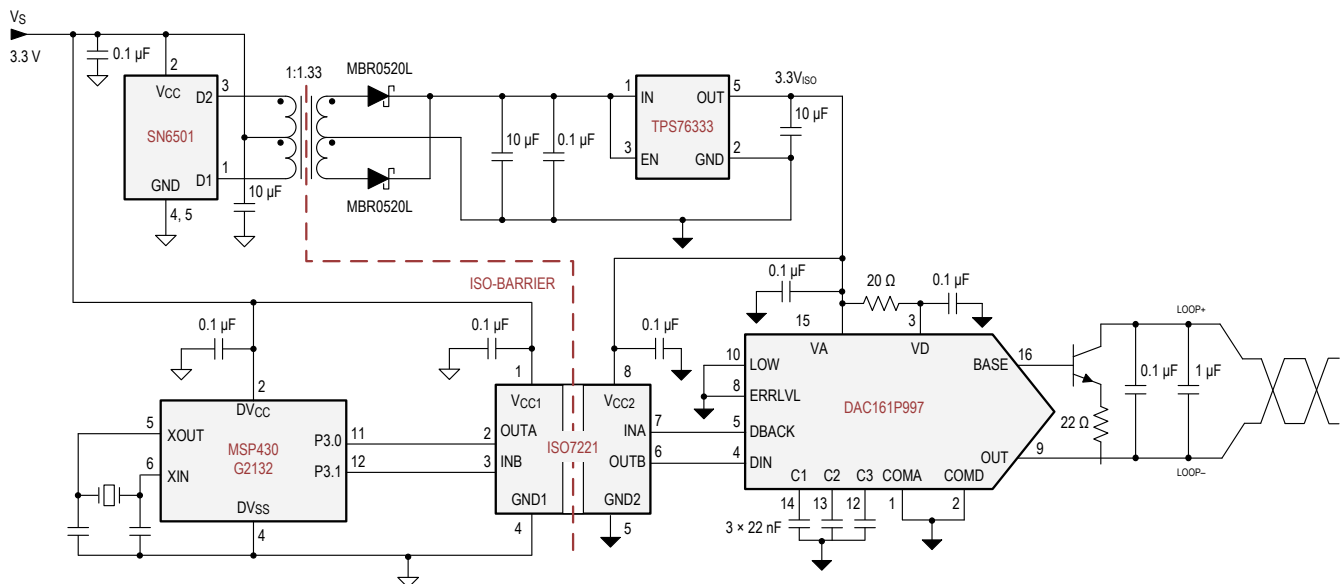 VS
3.3 V
0.1 µF
2
VCC
D2
3
SN6501
D1
1
GND
4, 5
10 µF
1:1.33
MBR0520L
MBR0520L
10 µF
0.1 µF
1
IN
OUT
5
TPS76333
3
EN
GND
2
3.3VISO
10 µF
ISO-BARRIER
0.1 µF
2
DVCC
5
XOUT
6
XIN
MSP430
G2132
P3.0
11
P3.1
12
DVSS
4
0.1 µF
1
VCC1
2
OUTA
3
INB
GND1
4
ISO7221
0.1 µF
8
VCC2
INA
7
OUTB
6
GND2
5
0.1 µF
20 Ω
0.1 µF
15
3
VA
VD
10
LOW
8
ERRLVL
5
DBACK
4
DIN
DAC161P997
BASE
16
OUT
9
C1
C2
C3
COMA
COMD
14
13
12
1
2
3 × 22 nF
22 Ω
0.1 µF
1 µF
LOOP+
LOOP–